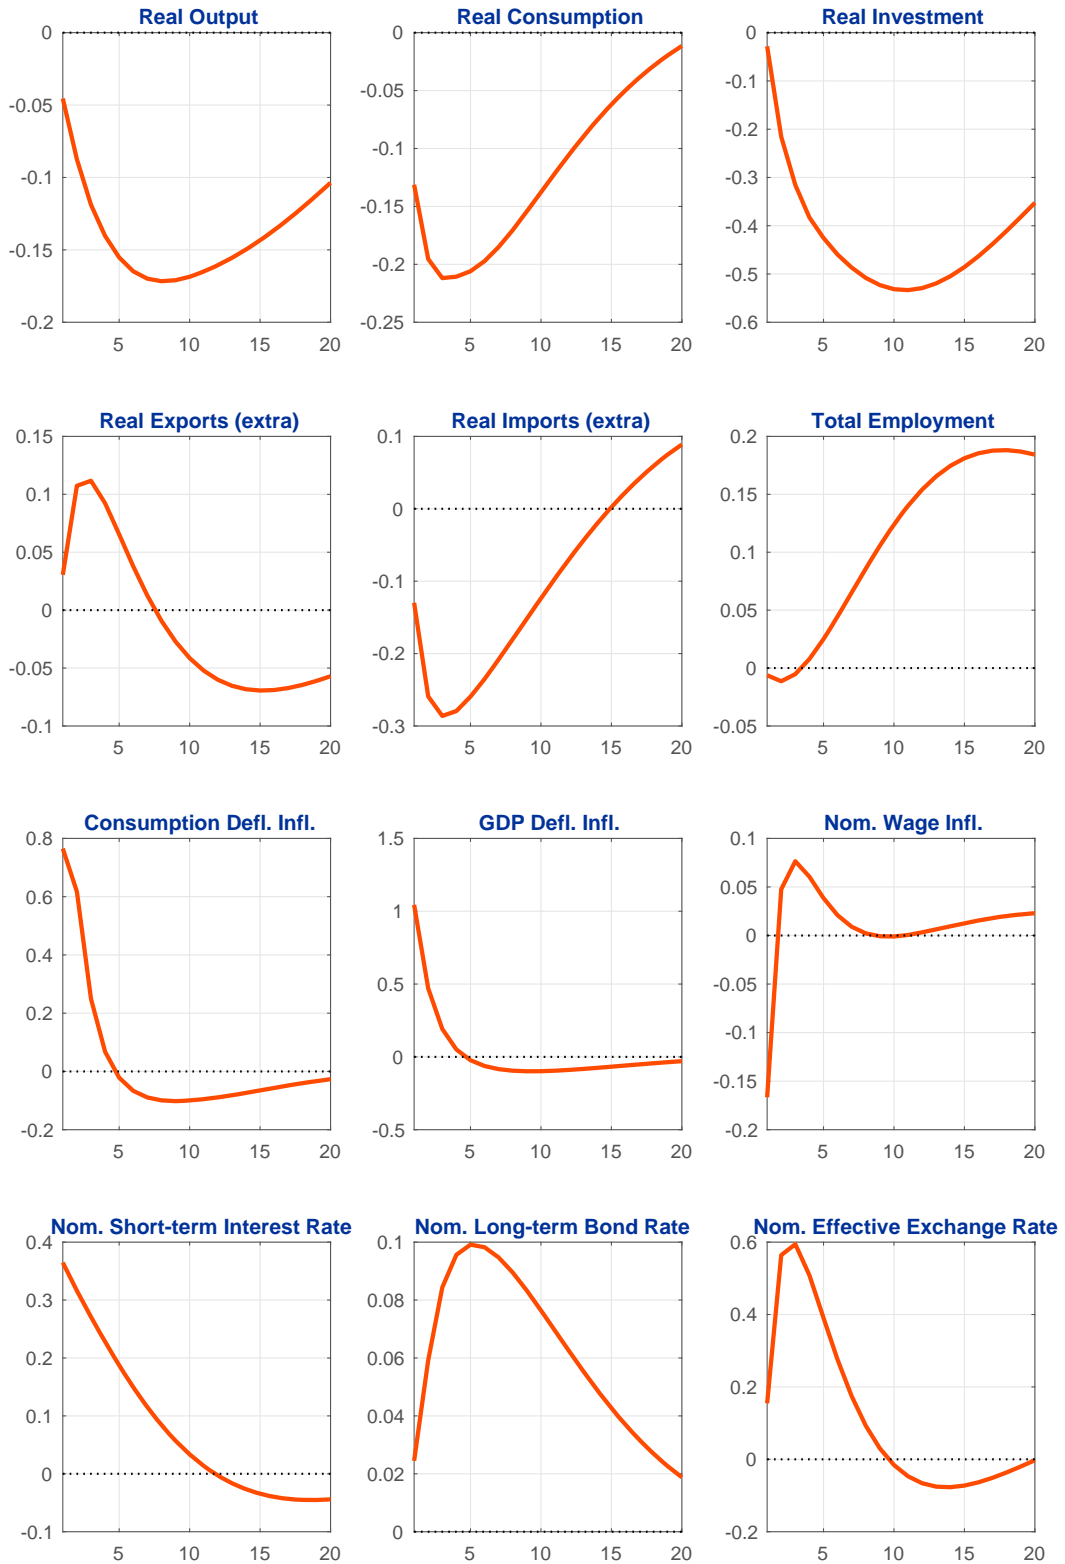 Real Output
0
-0.05
-0.1
-0.15
-0.2
5 10 15 20
Real Consumption
0
-0.05
-0.1
-0.15
-0.2
-0.25
5 10 15 20
Real Investment
0
-0.1
-0.2
-0.3
-0.4
-0.5
-0.6
5 10 15 20
Real Exports (extra)
0.15
0.1
0.05
0
-0.05
-0.1
5 10 15 20
Real Imports (extra)
0.1
0
-0.1
-0.2
-0.3
5 10 15 20
Total Employment
0.2
0.15
0.1
0.05
0
-0.05
5 10 15 20
Consumption Defl. Infl.
0.8
0.6
0.4
0.2
0
-0.2
5 10 15 20
GDP Defl. Infl.
1.5
1
0.5
0
-0.5
5 10 15 20
Nom. Wage Infl.
0.1
0.05
0
-0.05
-0.1
-0.15
-0.2
5 10 15 20
Nom. Short-term Interest Rate
0.4
0.3
0.2
0.1
0
-0.1
5 10 15 20
Nom. Long-term Bond Rate
0.1
0.08
0.06
0.04
0.02
0
5 10 15 20
Nom. Effective Exchange Rate
0.6
0.4
0.2
0
-0.2
5 10 15 20